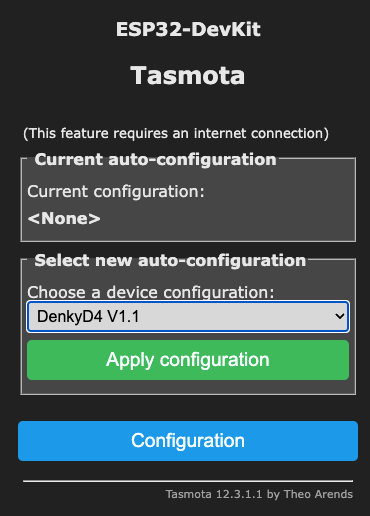 ESP32-DevKit
Tasmota
(This feature requires an internet connection)
Current auto-configuration
Current configuration:
<None>
Select new auto-configuration
Choose a device configuration:
DenkyD4 V1.1
Apply configuration
Configuration
Tasmota 12.3.1.1 by Theo Arends